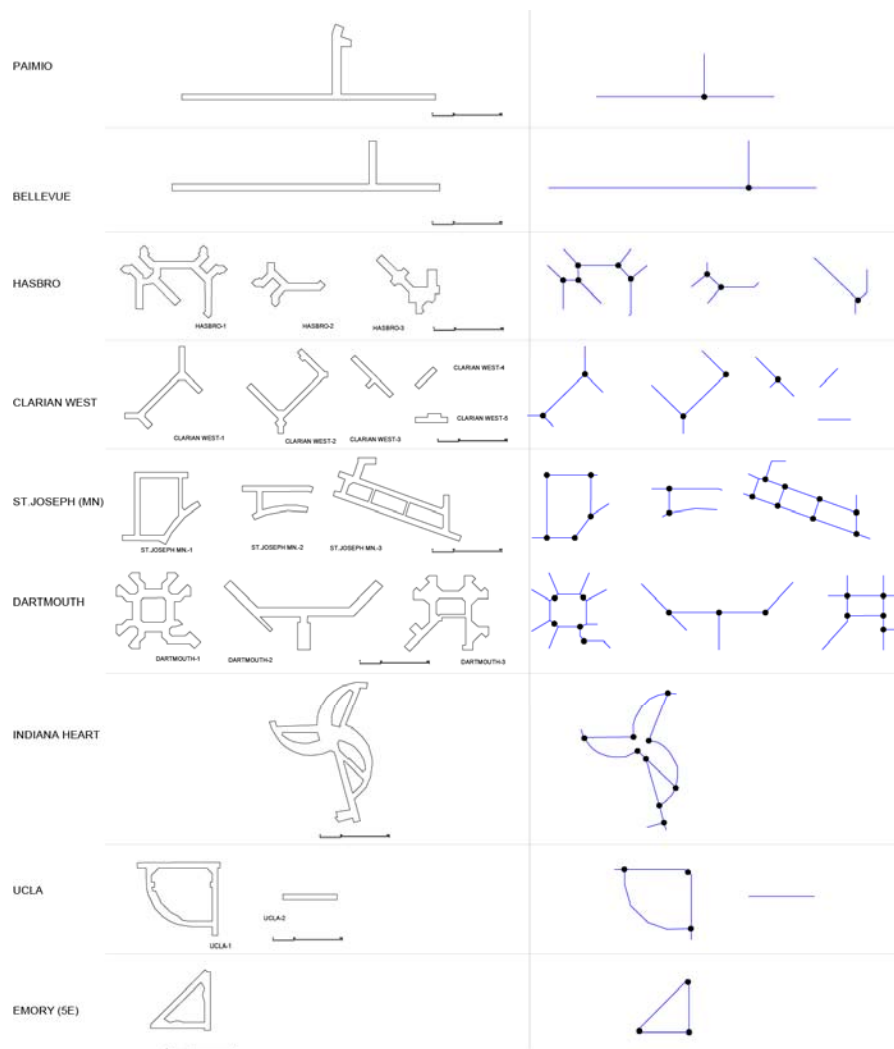 PAIMIO
BELLEVUE
HASBRO
HASBRO-1
HASBRO-2
HASBRO-3
CLARIAN WEST
CLARIAN WEST-1
CLARIAN WEST-2
CLARIAN WEST-3
CLARIAN WEST-4
CLARIAN WEST-5
ST.JOSEPH (MN)
ST.JOSEPH MN.-1
ST.JOSEPH MN.-2
ST.JOSEPH MN.-3
DARTMOUTH
DARTMOUTH-1
DARTMOUTH-2
DARTMOUTH-3
INDIANA HEART
UCLA
UCLA-1
UCLA-2
EMORY (5E)